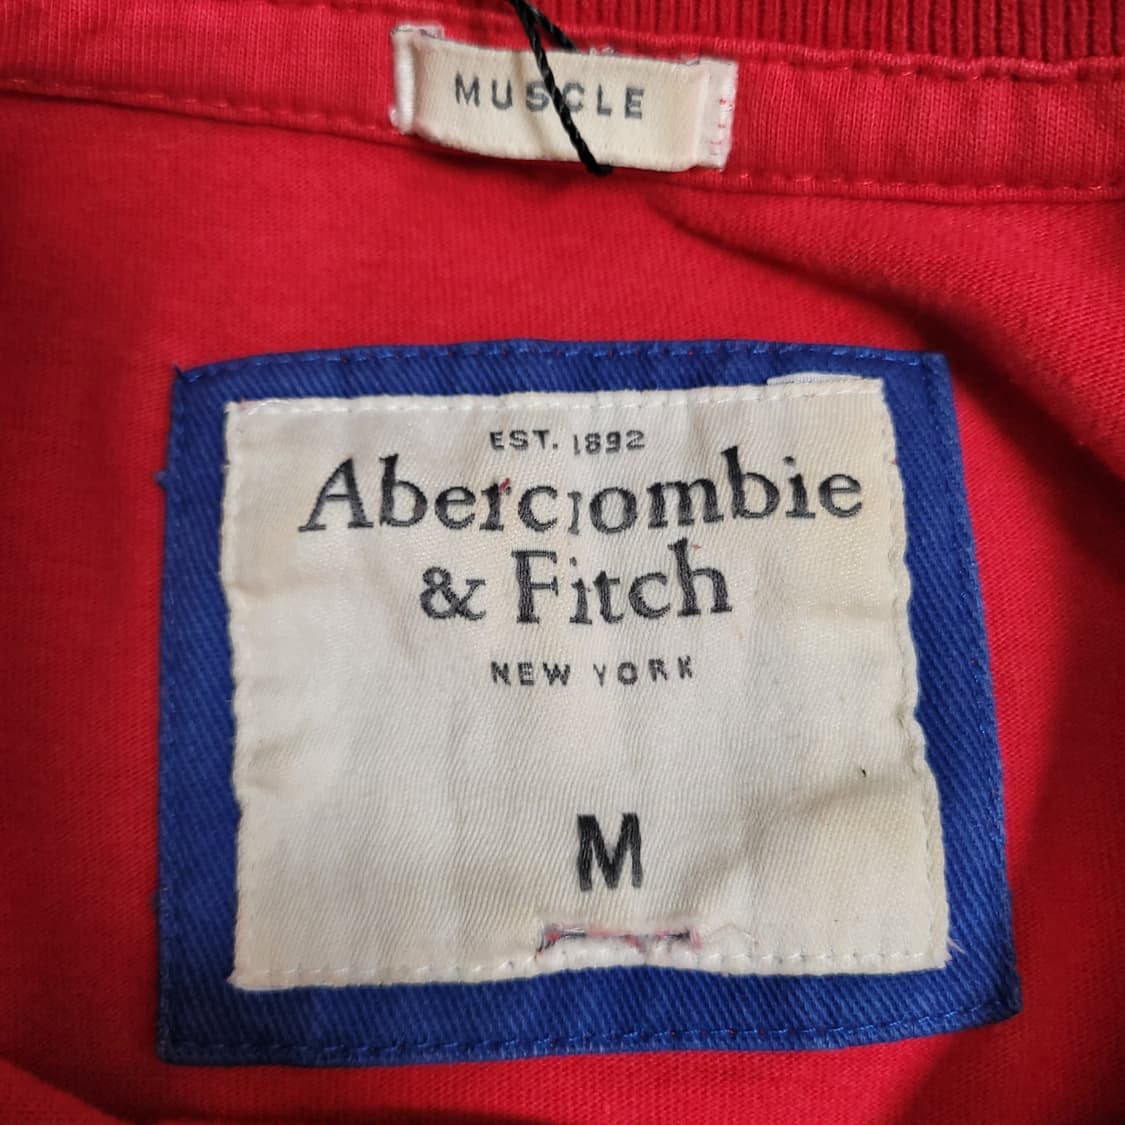 MUSCLE
EST. 1892
Abercrombie
& Fitch
NEW YORK
M